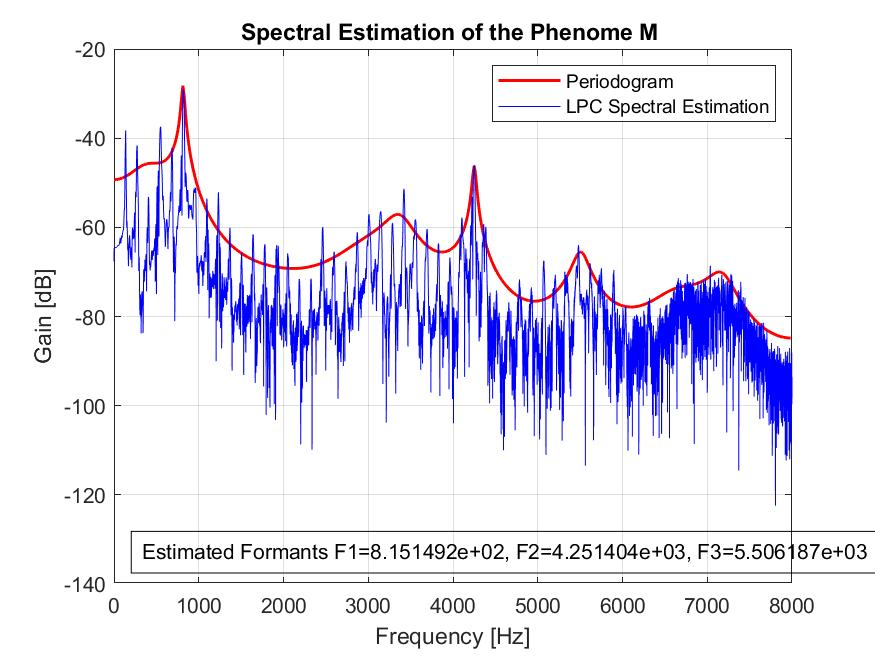 Spectral Estimation of the Phenome M
Periodogram
LPC Spectral Estimation
Gain [dB]
-20
-40
-60
-80
-100
-120
-140
Estimated Formants F1=8.151492e+02, F2=4.251404e+03, F3=5.506187e+03
0 1000 2000 3000 4000 5000 6000 7000 8000
Frequency [Hz]